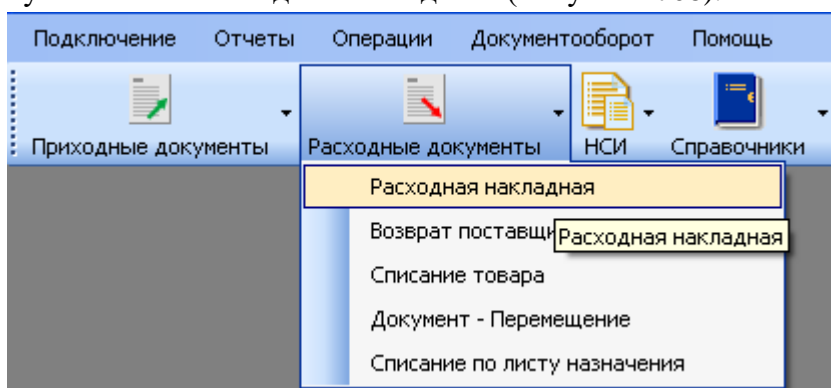 Подключение Отчеты Операции Документооборот Помощь
Приходные документы Расходные документы НСИ Справочники
Расходная накладная
Возврат
Расходная накладная
Списание товара
Документ - Перемещение
Списание по листу назначения